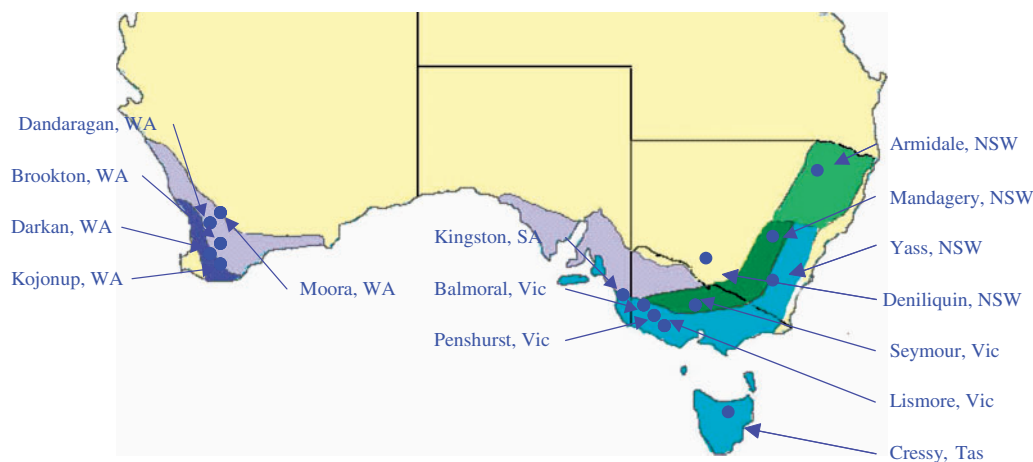 Dandaragan, WA
Brookton, WA
Darkan, WA
Kojonup, WA
Moora, WA
Kingston, SA
Balmoral, Vic
Penshurst, Vic
Armidale, NSW
Mandagery, NSW
Yass, NSW
Deniliquin, NSW
Seymour, Vic
Lismore, Vic
Cressy, Tas